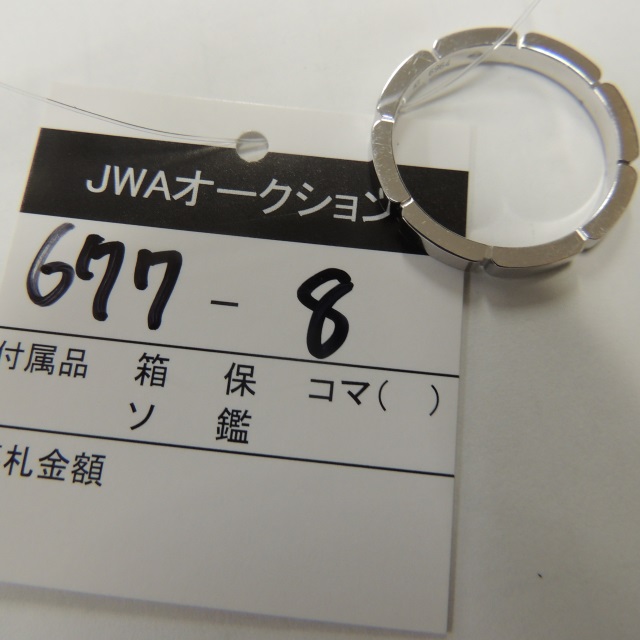 JWAオークション
677 - 8
付属品 箱 保 コマ( )
ソ 鑑
札金額